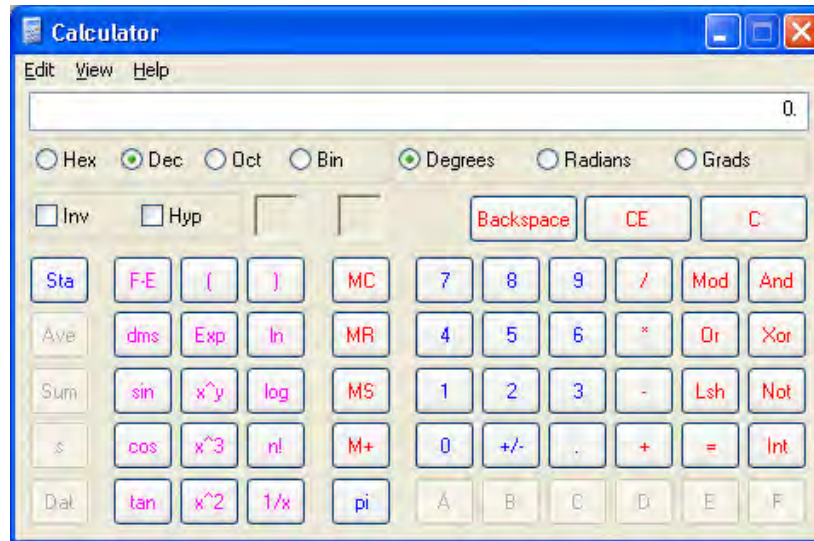 Calculator
Edit View Help
0.
Hex Dec Oct Bin Degrees Radians Grads
Inv Hyp Backspace CE C
Sta F-E ( ) MC 7 8 9 / Mod And
Ave dms Exp ln MR 4 5 6 * Or Xor
Sum sin x^y log MS 1 2 3 - Lsh Not
s cos x^3 n! M+ 0 +/- . + = Int
Dat tan x^2 1/x pi A B C D E F